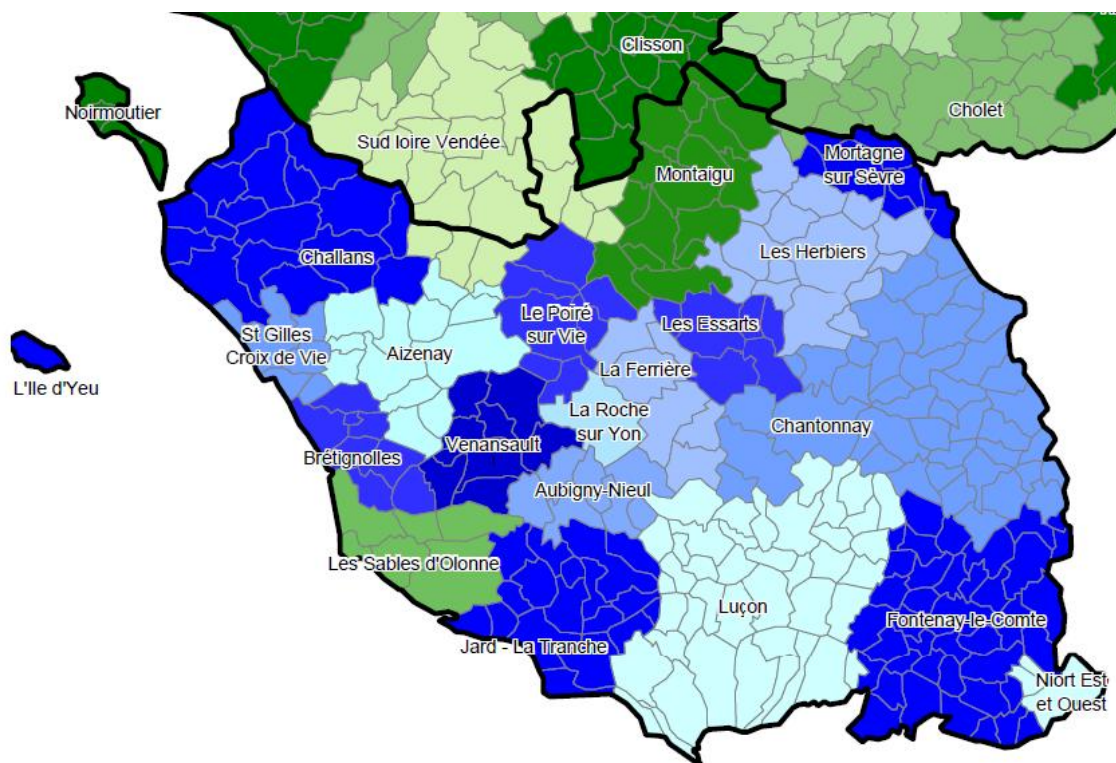 Clisson
Noirmoutier
Cholet
Sud loire Vendée
Montaigu
Mortagne
sur Sèvre
Challans
Les Herbiers
St Gilles
Croix de Vie
Le Poiré
sur Vie
Les Essarts
Aizenay
L'Ile d'Yeu
La Ferrière
La Roche
sur Yon
Chantonnay
Venansault
Brétignolles
Aubigny-Nieul
Les Sables d'Olonne
Luçon
Fontenay-le-Comte
Jard - La Tranche
Niort Est
et Ouest